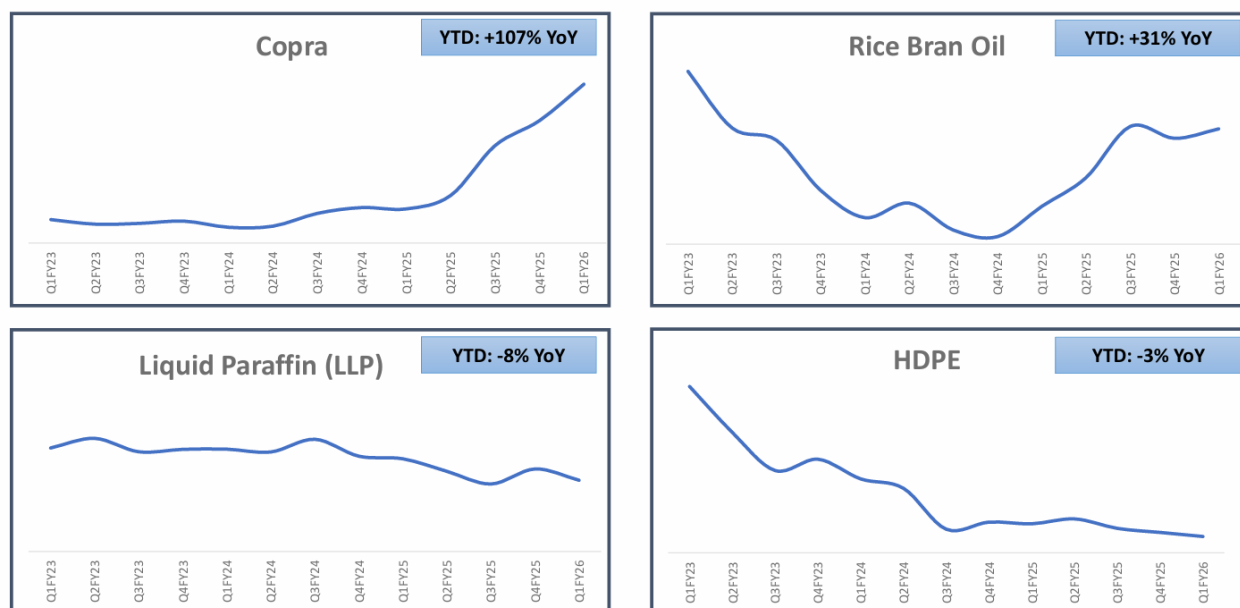 Copra
YTD: +107% YoY
Q1FY23
Q2FY23
Q3FY23
Q4FY23
Q1FY24
Q2FY24
Q3FY24
Q4FY24
Q1FY25
Q2FY25
Q3FY25
Q4FY25
Q1FY26
Rice Bran Oil
YTD: +31% YoY
Q1FY23
Q2FY23
Q3FY23
Q4FY23
Q1FY24
Q2FY24
Q3FY24
Q4FY24
Q1FY25
Q2FY25
Q3FY25
Q4FY25
Q1FY26
Liquid Paraffin (LLP)
YTD: -8% YoY
Q1FY23
Q2FY23
Q3FY23
Q4FY23
Q1FY24
Q2FY24
Q3FY24
Q4FY24
Q1FY25
Q2FY25
Q3FY25
Q4FY25
Q1FY26
HDPE
YTD: -3% YoY
Q1FY23
Q2FY23
Q3FY23
Q4FY23
Q1FY24
Q2FY24
Q3FY24
Q4FY24
Q1FY25
Q2FY25
Q3FY25
Q4FY25
Q1FY26